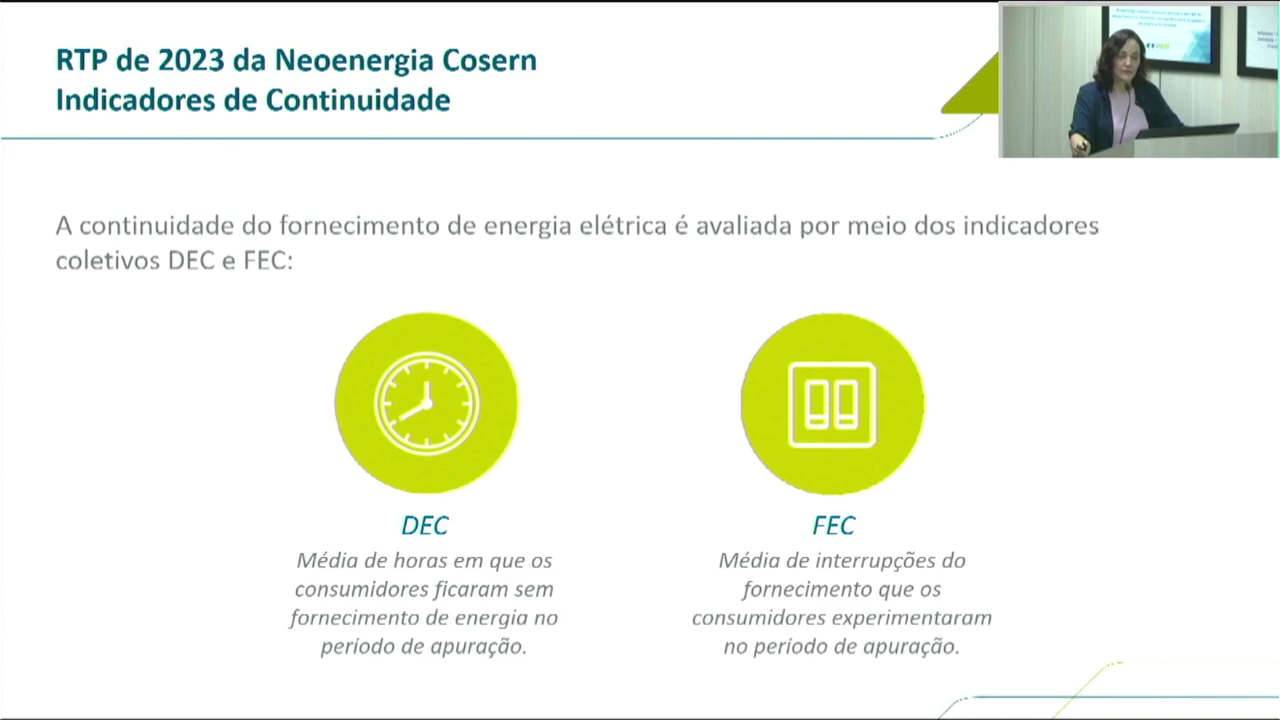 RTP de 2023 da Neoenergia Cosern
Indicadores de Continuidade
A continuidade do fornecimento de energia elétrica é avaliada por meio dos indicadores
coletivos DEC e FEC:
DEC
Média de horas em que os
consumidores ficaram sem
fornecimento de energia no
período de apuração.
FEC
Média de interrupções do
fornecimento que os
consumidores experimentaram
no período de apuração.